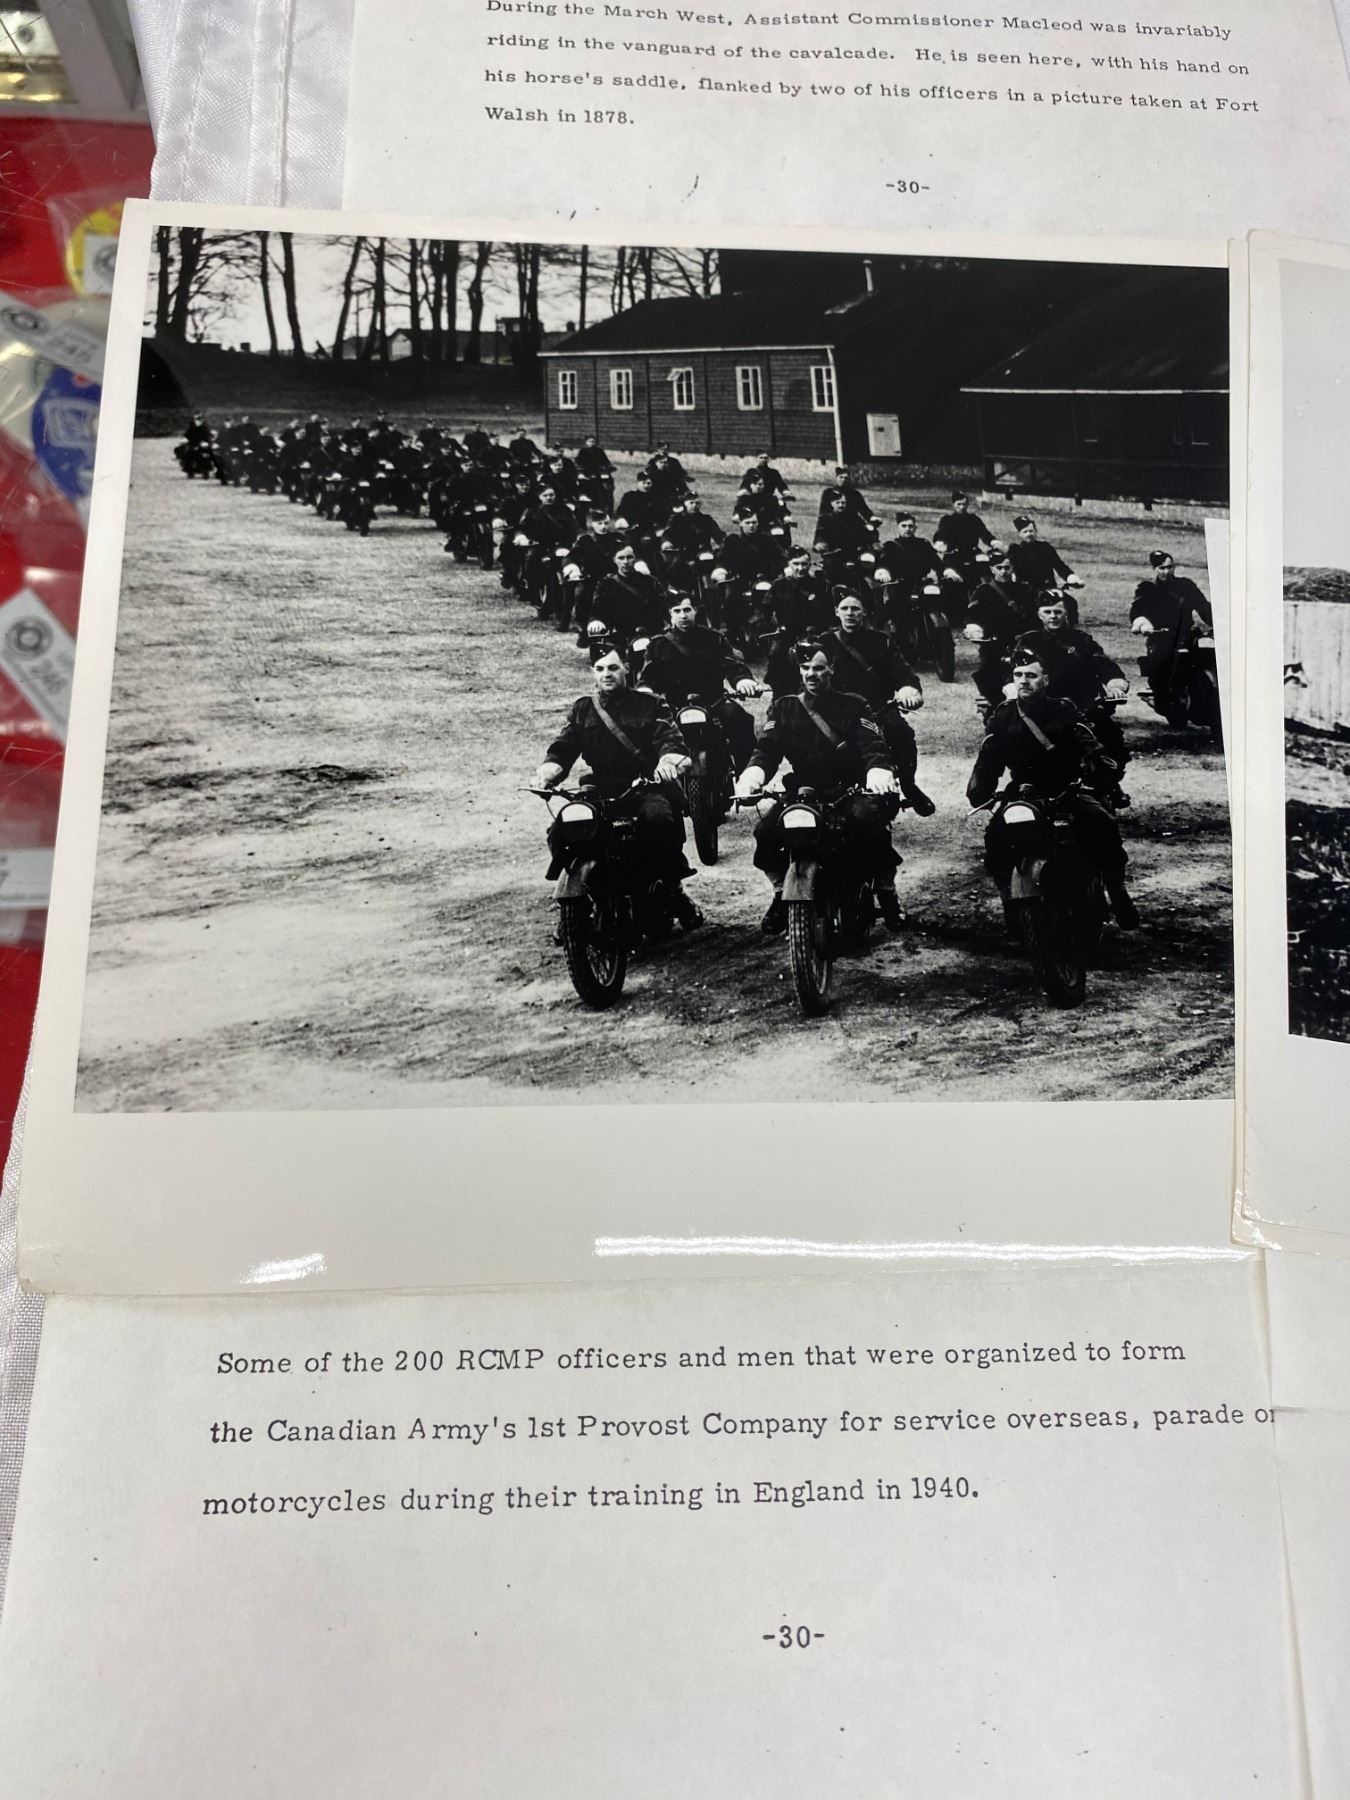 During the March West, Assistant Commissioner Macleod was invariably
riding in the vanguard of the cavalcade. He is seen here, with his hand on
his horse's saddle, flanked by two of his officers in a picture taken at Fort
Walsh in 1878.
-30-
Some of the 200 RCMP officers and men that were organized to form
the Canadian Army's 1st Provost Company for service overseas, parade
motorcycles during their training in England in 1940.
-30-